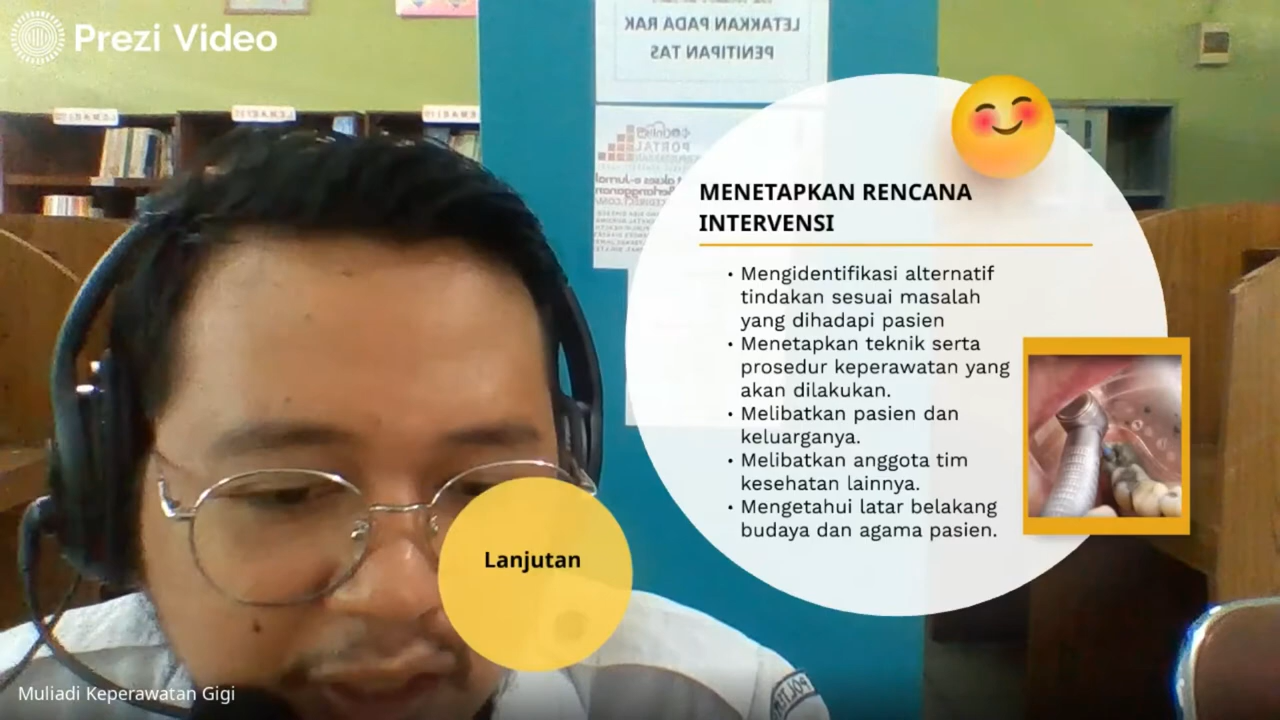 Prezi Video
LETAKKAN PADA RAK
PENITIPAN TAS
PORTAL
MENETAPKAN RENCANA
INTERVENSI
• Mengidentifikasi alternatif
tindakan sesuai masalah
yang dihadapi pasien
• Menetapkan teknik serta
prosedur keperawatan yang
akan dilakukan.
• Melibatkan pasien dan
keluarganya.
• Melibatkan anggota tim
kesehatan lainnya.
• Mengetahui latar belakang
budaya dan agama pasien.
Lanjutan
Muliadi Keperawatan Gigi